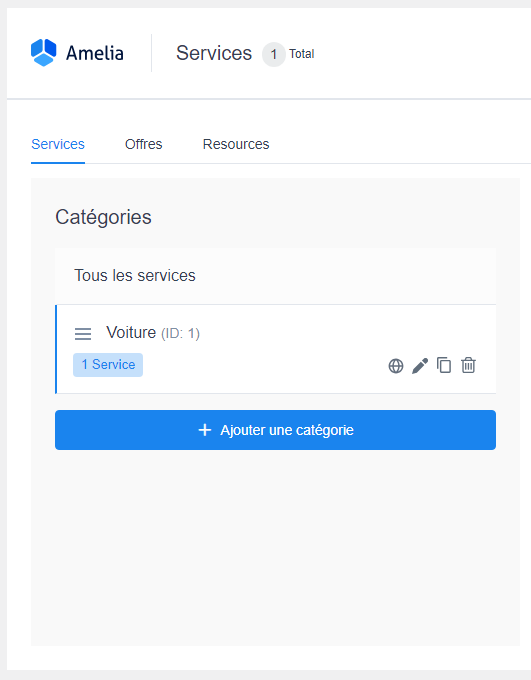 Amelia
Services 1 Total
Services Offres Resources
Catégories
Tous les services
Voiture (ID: 1)
1 Service
+ Ajouter une catégorie